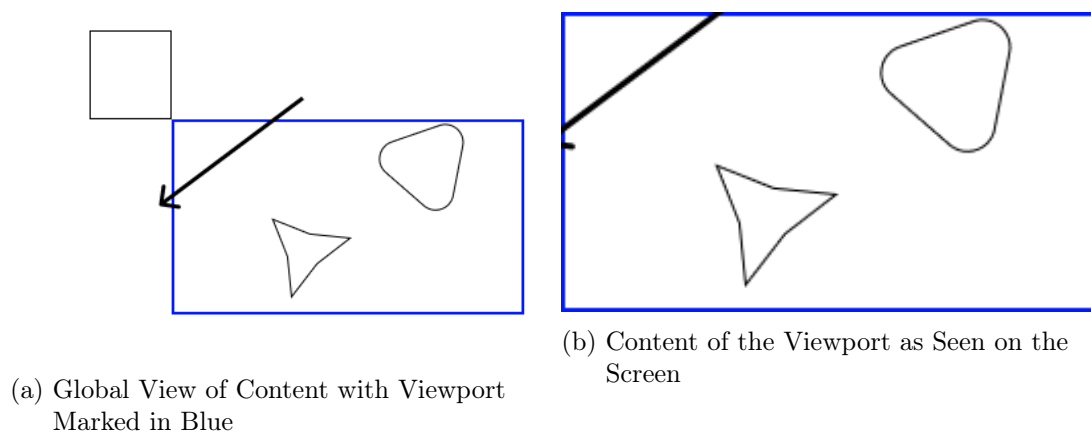 (a) Global View of Content with Viewport
Marked in Blue
(b) Content of the Viewport as Seen on the
Screen